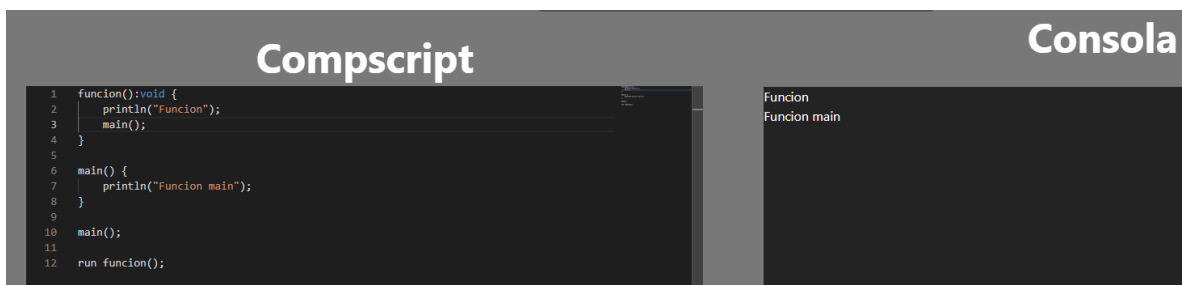 Compscript
1 funcion():void {
2 println("Funcion");
3 main();
4 }
5
6 main() {
7 println("Funcion main");
8 }
9
10 main();
11
12 run funcion();
Consola
Funcion
Funcion main